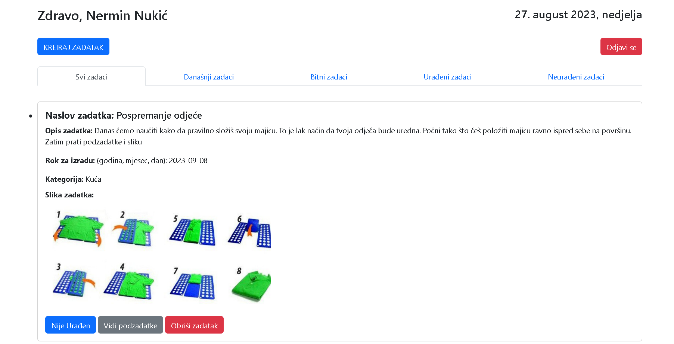 Zdravo, Nermin Nukić
27. august 2023, nedjelja
KREIRAJ ZADATAK
Odjavi se
Svi zadaci
Današnji zadaci
Bitni zadaci
Urađeni zadaci
Neurađeni zadaci
Naslov zadatka: Pospremanje odjeće
Opis zadatka: Danas ćemo naučiti kako da pravilno složiš svoju majicu. To je lak način da tvoja odjeća bude uredna. Počni tako što ćeš položiti majicu ravno ispred sebe na površinu.
Zatim prati podzadatke i sliku.
Rok za izradu: (godina, mjesec, dan): 2023-09-08
Kategorija: Kuća
Slika zadatka:
1 2 5 6
3 4 7 8
Nije Urađen
Vidi podzadatke
Obriši zadatak